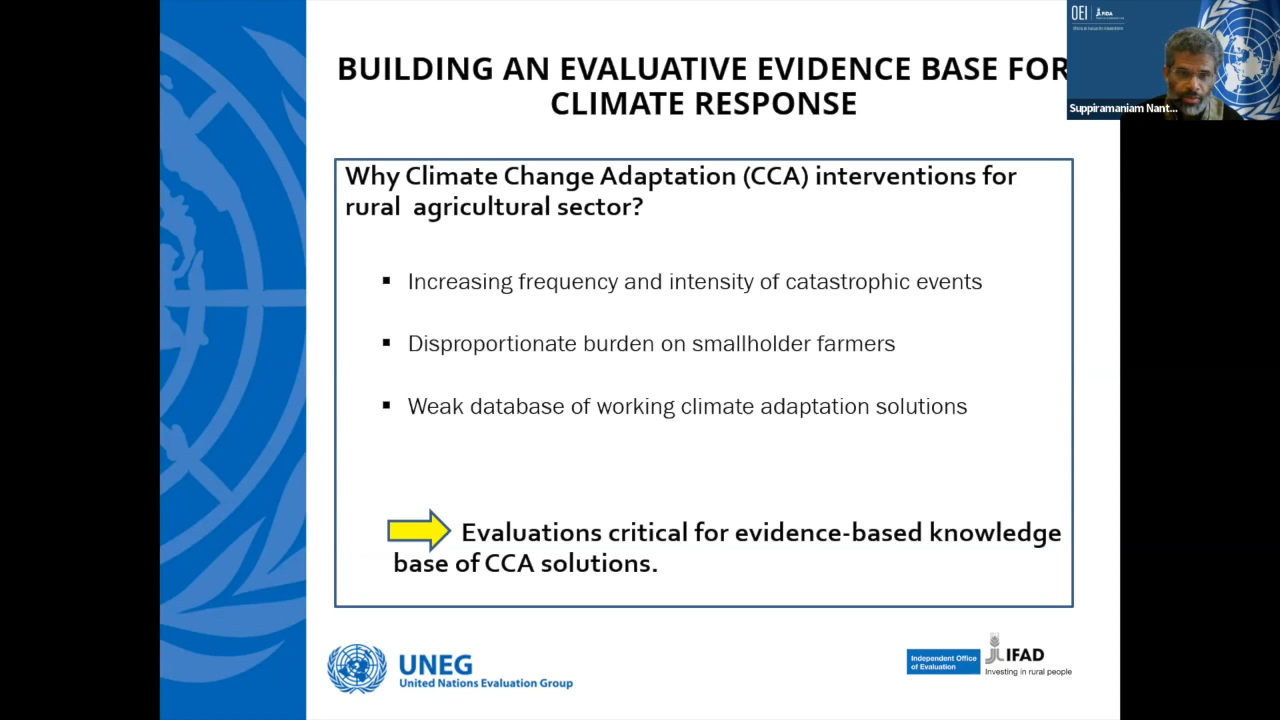 BUILDING AN EVALUATIVE EVIDENCE BASE FOR
CLIMATE RESPONSE
OEI
FIDA
Suppiramaniam Nant...
Why Climate Change Adaptation (CCA) interventions for
rural agricultural sector?
▪ Increasing frequency and intensity of catastrophic events
▪ Disproportionate burden on smallholder farmers
▪ Weak database of working climate adaptation solutions
Evaluations critical for evidence-based knowledge
base of CCA solutions.
UNEG
United Nations Evaluation Group
Independent Office
of Evaluation
IFAD
Investing in rural people